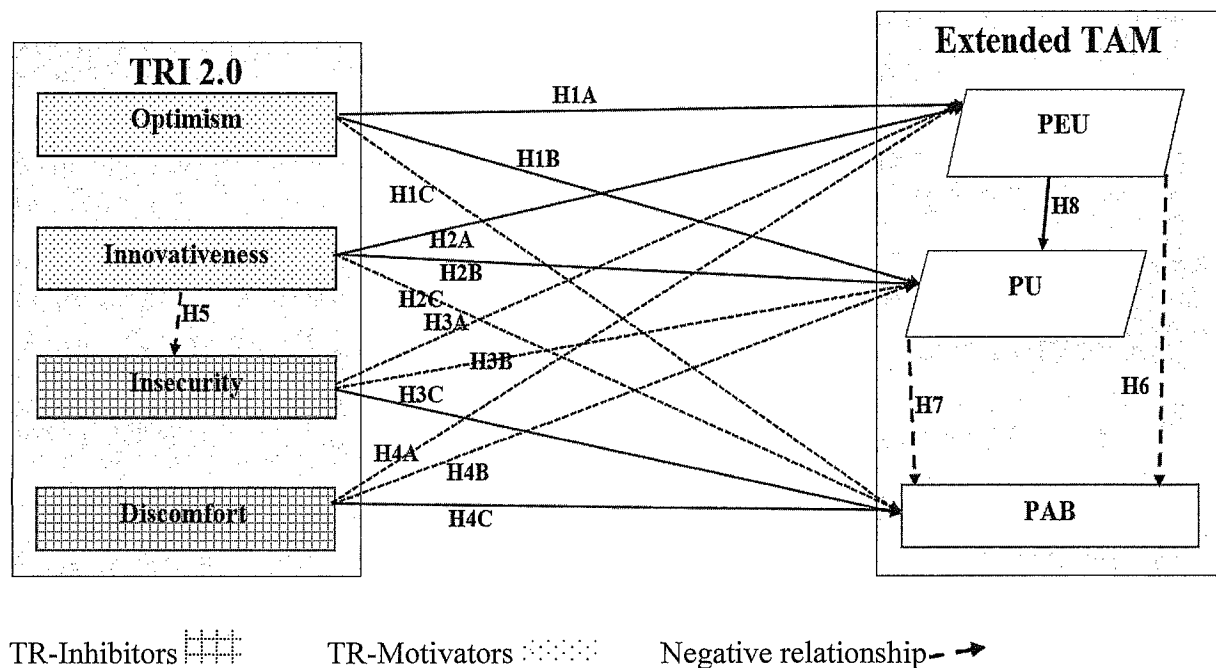 Extended TAM
TRI 2.0
Optimism
H1A
PEU
H1B
H1C
H8
Innovativeness
H2A
H2B
PU
H2C
H5
H3A
H3B
Insecurity
H3C
H7
H6
H4A
H4B
Discomfort
H4C
PAB
TR-Inhibitors TR-Motivators Negative relationship